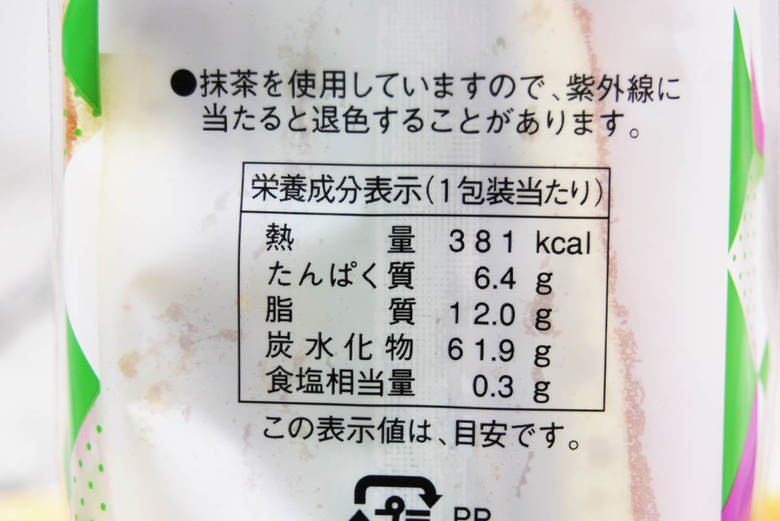 ●抹茶を使用していますので、紫外線に
当たると退色することがあります。
栄養成分表示(1包装当たり)
熱量 381 kcal
たんぱく質 6.4 g
脂質 12.0 g
炭水化物 61.9 g
食塩相当量 0.3 g
この表示値は、目安です。
PP